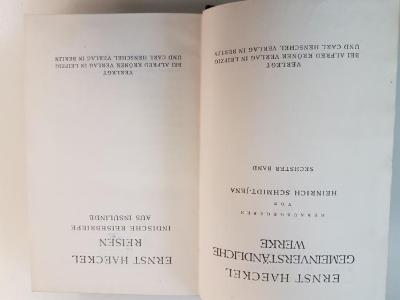 ERNST HAECKEL
GEMEINVERSTÄNDLICHE
WERKE
HERAUSGEGEBEN
VON
HEINRICH SCHMIDT-JENA
SECHSTER BAND
VERLEGT
BEI ALFRED KRÖNER VERLAG IN LEIPZIG
UND CARL HENSCHEL VERLAG IN BERLIN
ERNST HAECKEL
REISEN
INDISCHE REISEBRIEFE
AUS INSULINDE
VERLEGT
BEI ALFRED KRÖNER VERLAG IN LEIPZIG
UND CARL HENSCHEL VERLAG IN BERLIN